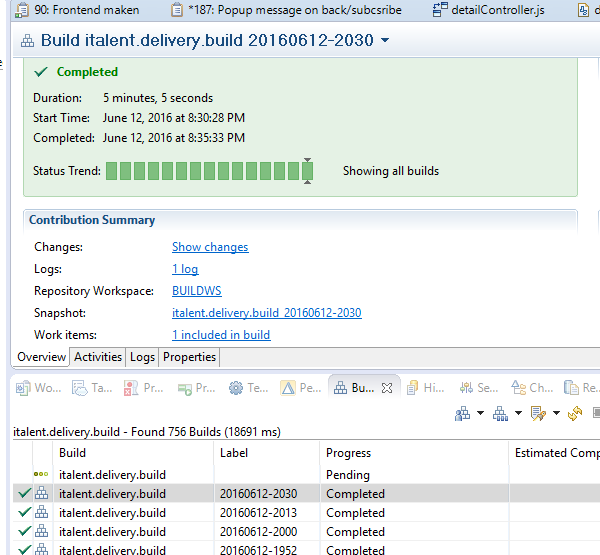 90: Frontend maken
*187: Popup message on back/subcsribe
detailController.js
d
Build italent.delivery.build 20160612-2030
Completed
Duration: 5 minutes, 5 seconds
Start Time: June 12, 2016 at 8:30:28 PM
Completed: June 12, 2016 at 8:35:33 PM
Status Trend: Showing all builds
Contribution Summary
Changes: Show changes
Logs: 1 log
Repository Workspace: BUILDWS
Snapshot: italent.delivery.build_20160612-2030
Work items: 1 included in build
Overview Activities Logs Properties
Wo... Ta... Pr... Pr... Te... Pe... Bu... Hi... Se... Ch... Re...
italent.delivery.build - Found 756 Builds (18691 ms)
Build Label Progress Estimated Comp
italent.delivery.build Pending
italent.delivery.build 20160612-2030 Completed
italent.delivery.build 20160612-2013 Completed
italent.delivery.build 20160612-2000 Completed
italent.delivery.build 20160612-1952 Completed